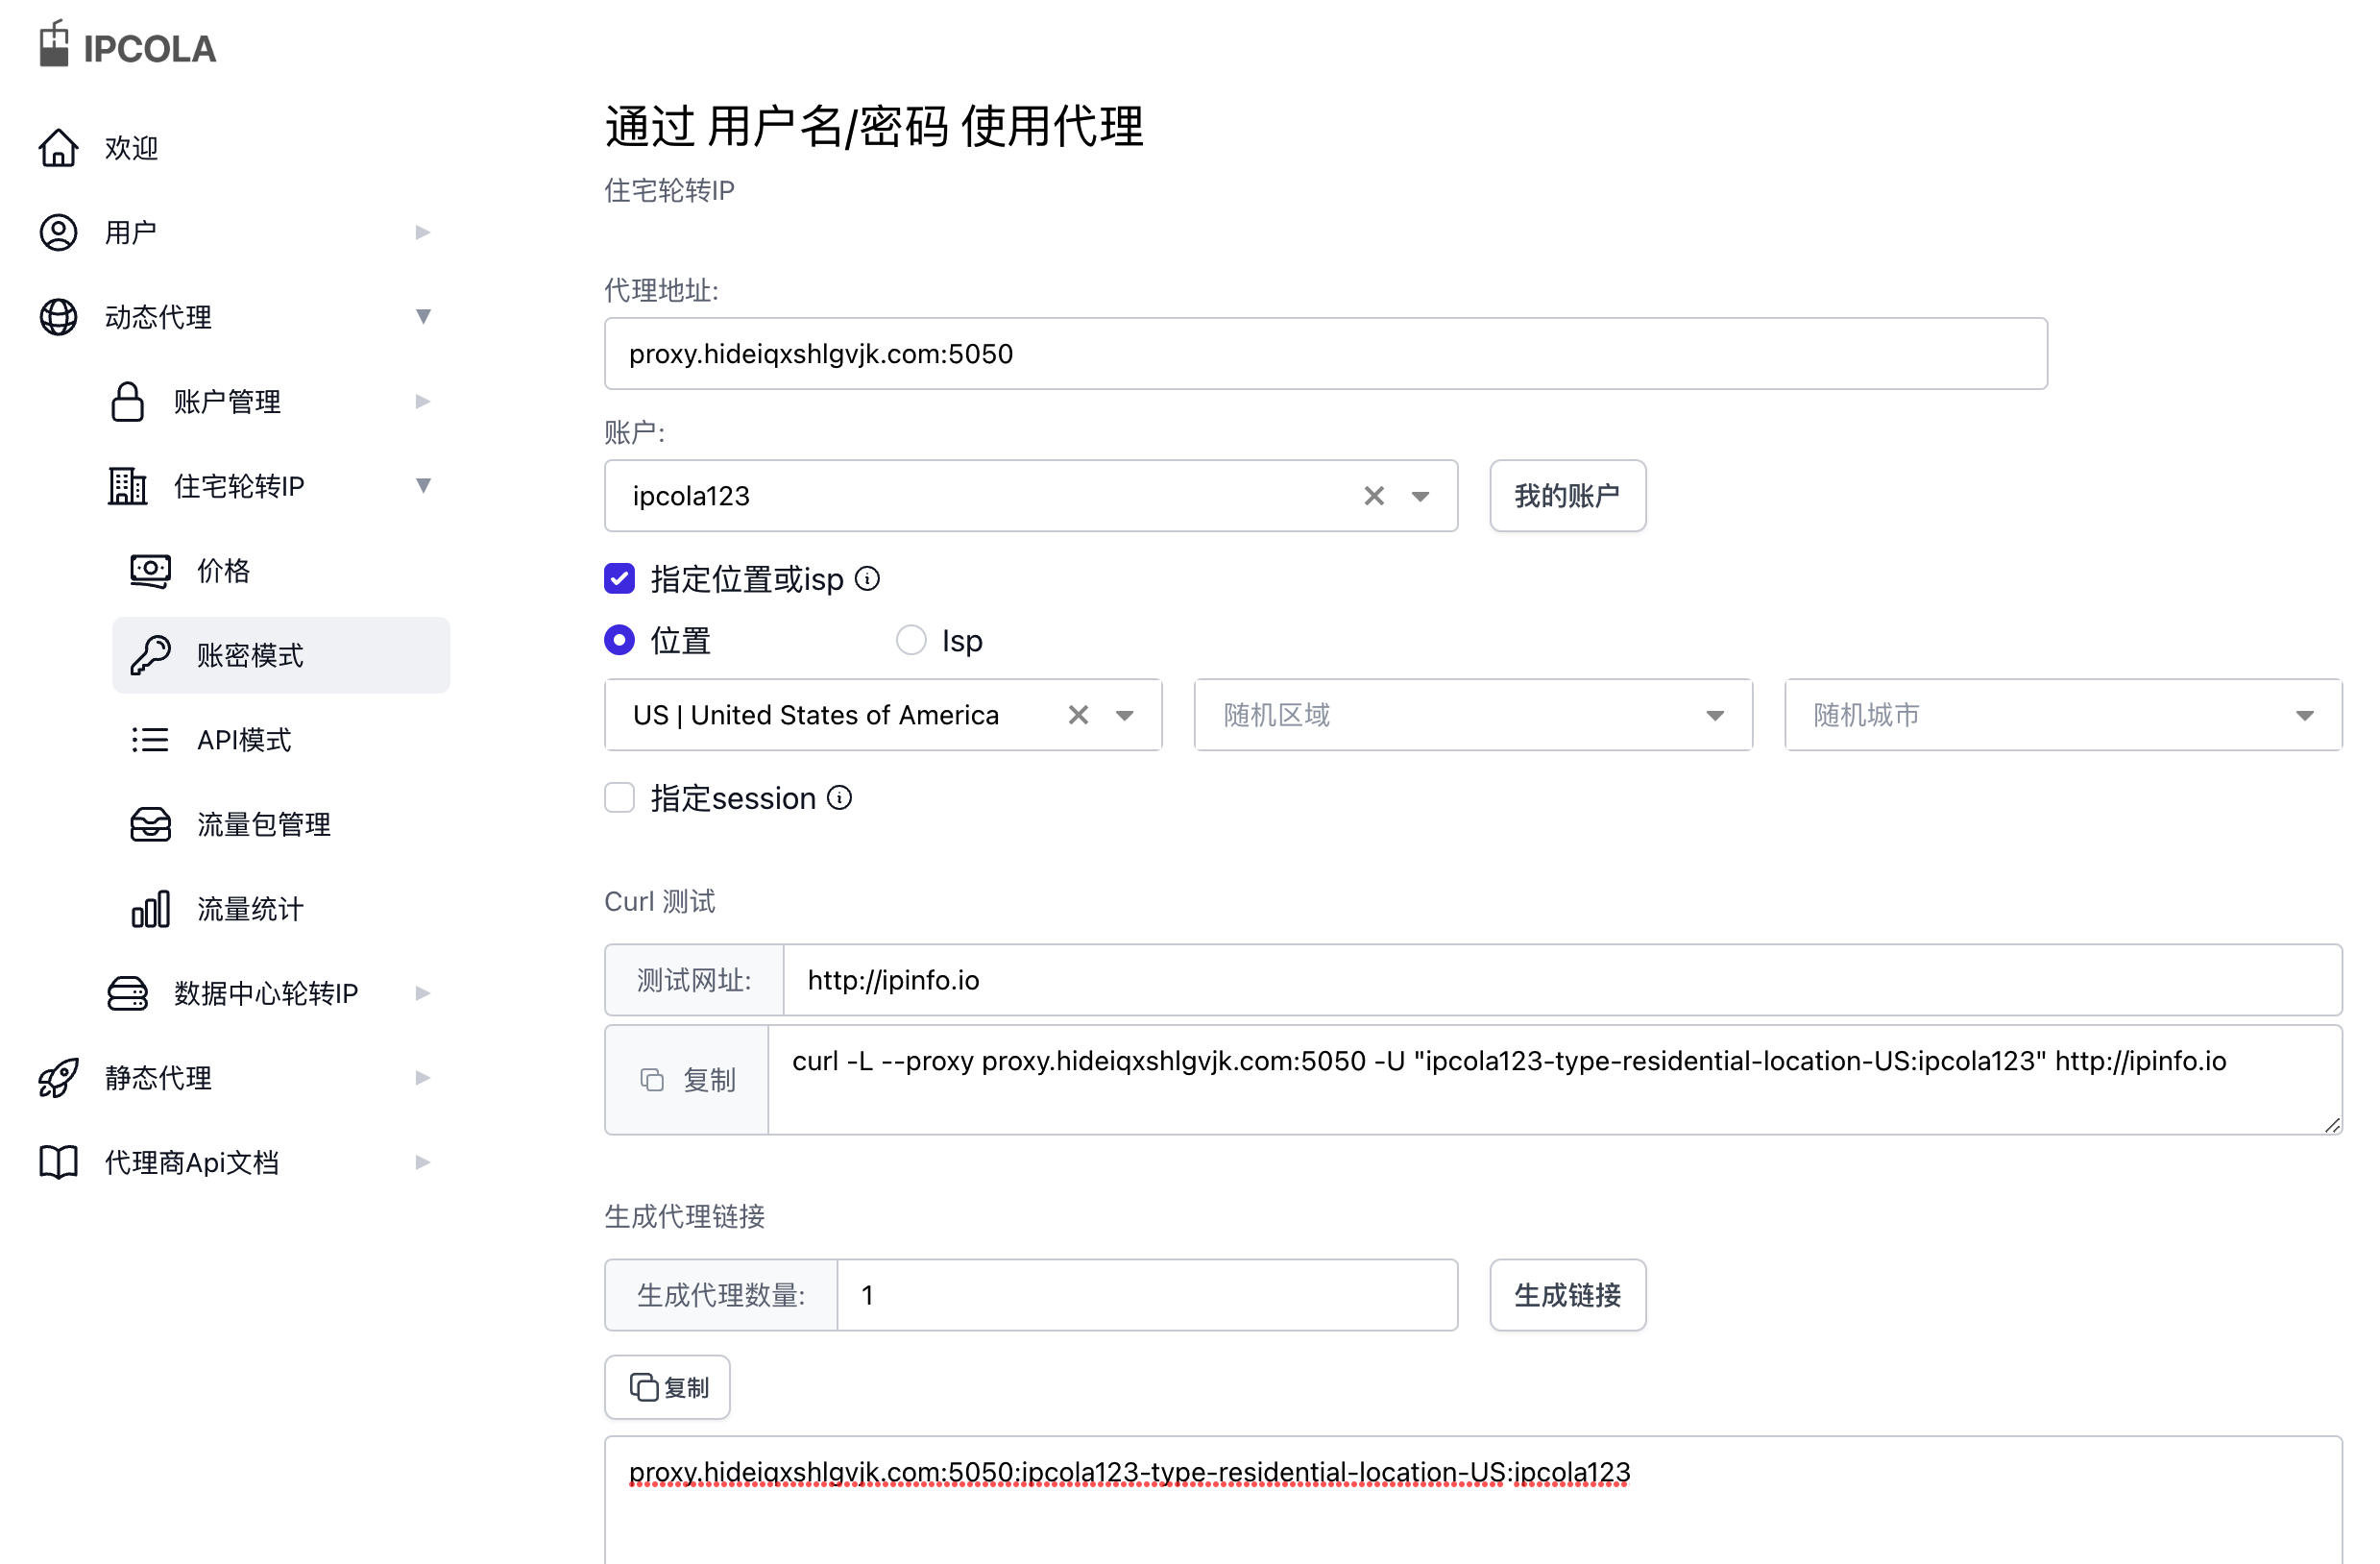 IPCOLA
欢迎
用户
动态代理
账户管理
住宅轮转IP
价格
账密模式
API模式
流量包管理
流量统计
数据中心轮转IP
静态代理
代理商Api文档
通过 用户名/密码 使用代理
住宅轮转IP
代理地址:
proxy.hideiqxshlgvjk.com:5050
账户:
ipcola123
我的账户
指定位置或isp
位置 Isp
US | United States of America 随机区域 随机城市
指定session
Curl 测试
测试网址: http://ipinfo.io
复制 curl -L --proxy proxy.hideiqxshlgvjk.com:5050 -U "ipcola123-type-residential-location-US:ipcola123" http://ipinfo.io
生成代理链接
生成代理数量: 1 生成链接
复制
proxy.hideiqxshlgvjk.com:5050:ipcola123-type-residential-location-US:ipcola123